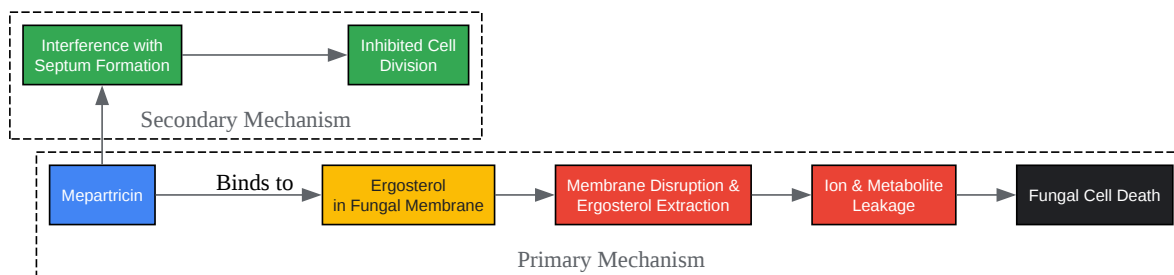 Interference with
Septum Formation
Inhibited Cell
Division
Secondary Mechanism
Mepartricin
Binds to
Ergosterol
in Fungal Membrane
Membrane Disruption &
Ergosterol Extraction
Ion & Metabolite
Leakage
Fungal Cell Death
Primary Mechanism